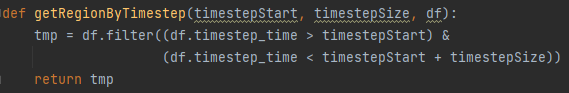 def getRegionByTimestep(timestepStart, timestepSize, df):
    tmp = df.filter((df.timestep_time > timestepStart) &
                    (df.timestep_time < timestepStart + timestepSize))
    return tmp